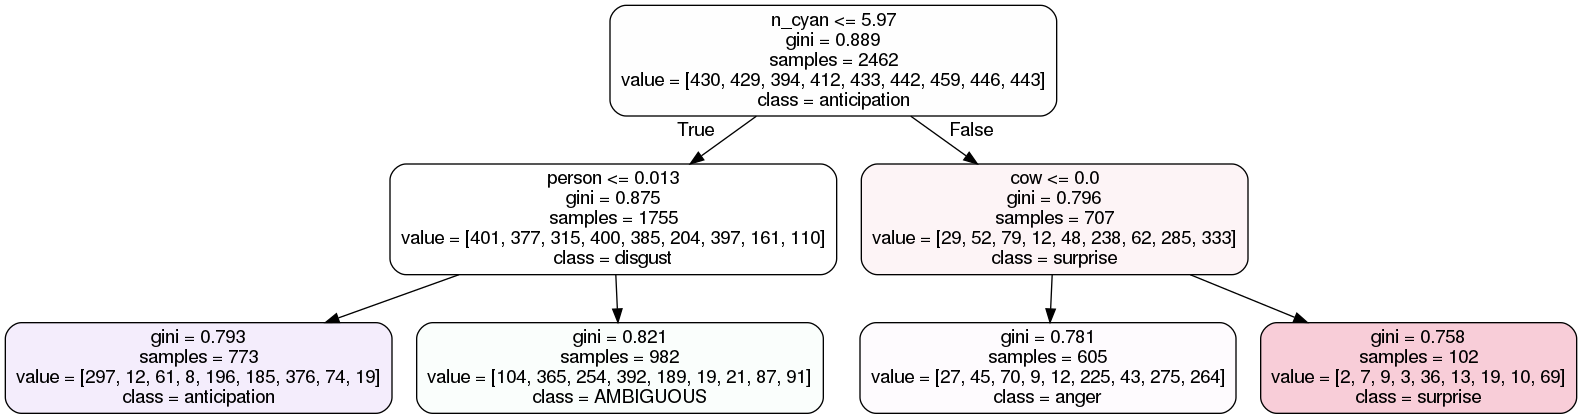 n_cyan <= 5.97
gini = 0.889
samples = 2462
value = [430, 429, 394, 412, 433, 442, 459, 446, 443]
class = anticipation
True
False
person <= 0.013
gini = 0.875
samples = 1755
value = [401, 377, 315, 400, 385, 204, 397, 161, 110]
class = disgust
cow <= 0.0
gini = 0.796
samples = 707
value = [29, 52, 79, 12, 48, 238, 62, 285, 333]
class = surprise
gini = 0.793
samples = 773
value = [297, 12, 61, 8, 196, 185, 376, 74, 19]
class = anticipation
gini = 0.821
samples = 982
value = [104, 365, 254, 392, 189, 19, 21, 87, 91]
class = AMBIGUOUS
gini = 0.781
samples = 605
value = [27, 45, 70, 9, 12, 225, 43, 275, 264]
class = anger
gini = 0.758
samples = 102
value = [2, 7, 9, 3, 36, 13, 19, 10, 69]
class = surprise